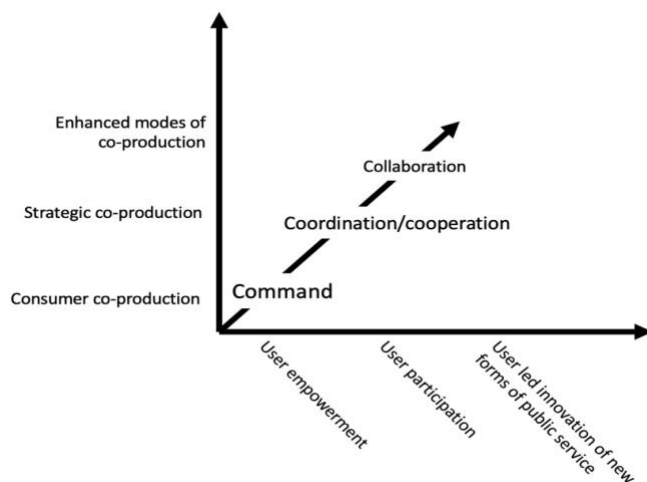 Enhanced modes of
co-production
Collaboration
Strategic co-production
Coordination/cooperation
Consumer co-production
Command
User empowerment
User participation
User led innovation of new
forms of public service